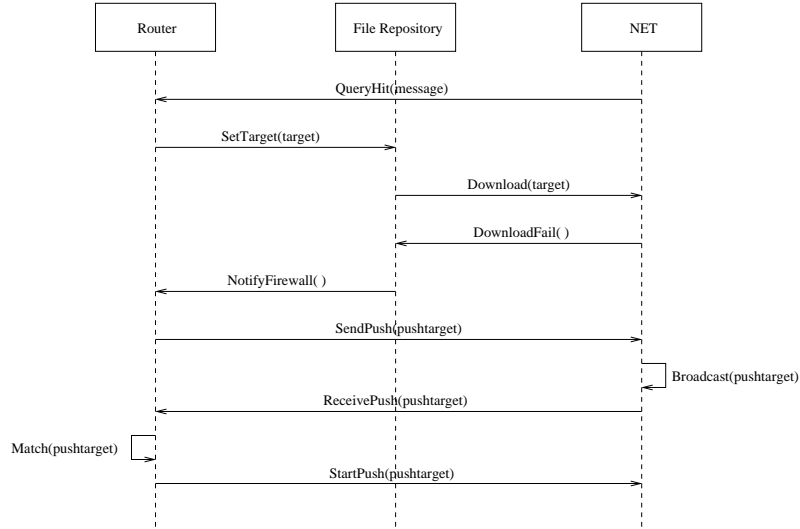 Router
File Repository
NET
QueryHit(message)
SetTarget(target)
Download(target)
DownloadFail( )
NotifyFirewall( )
SendPush(pushtarget)
Broadcast(pushtarget)
ReceivePush(pushtarget)
Match(pushtarget)
StartPush(pushtarget)